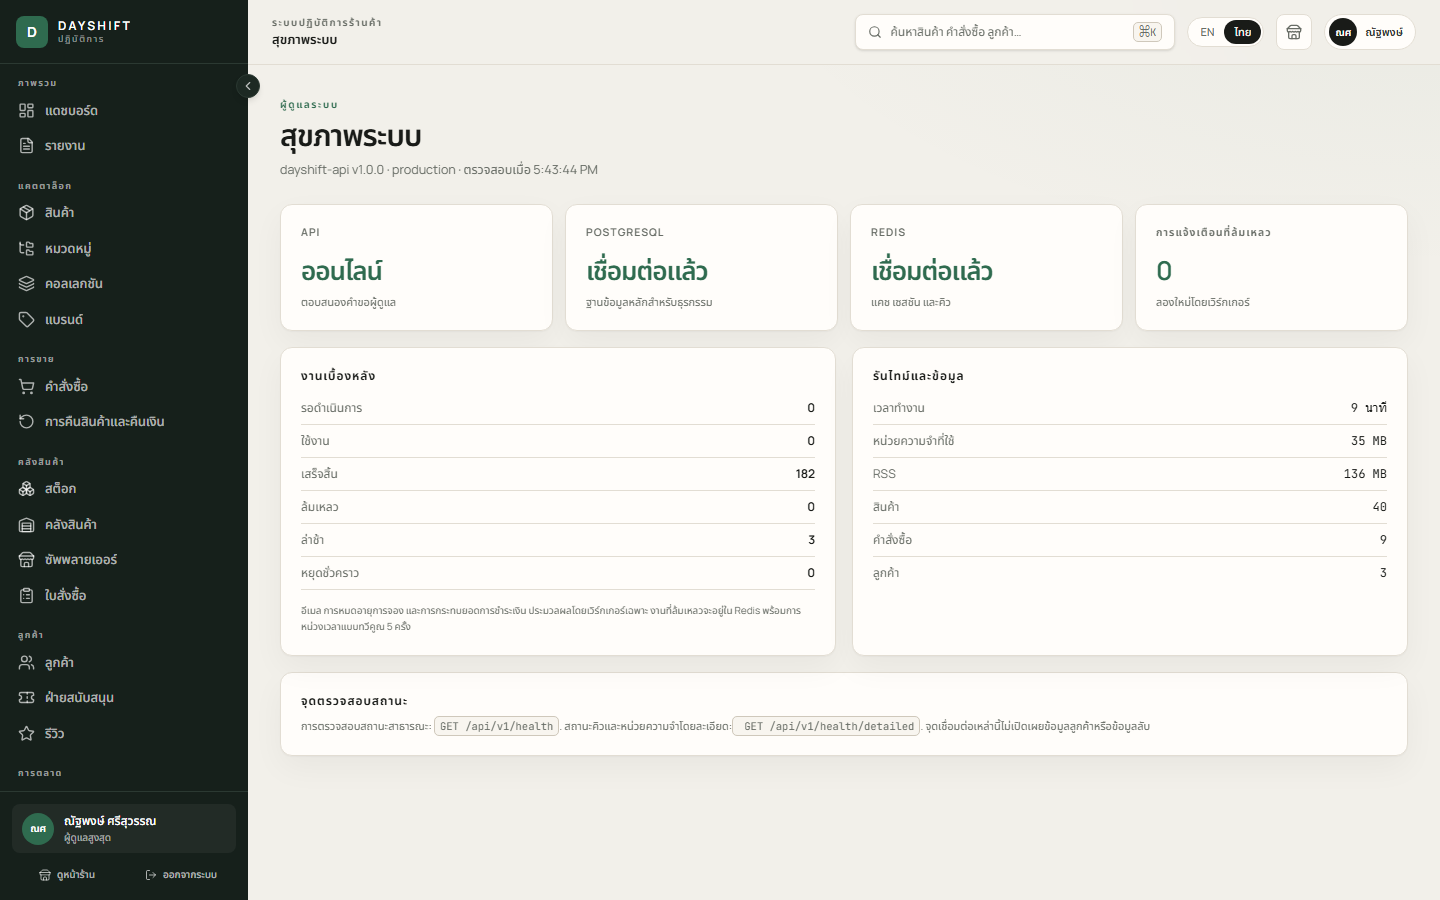 D DAYSHIFT
ปฏิบัติการ
ภาพรวม
แดชบอร์ด
รายงาน
แคตตาล็อก
สินค้า
หมวดหมู่
คอลเลกชัน
แบรนด์
การขาย
คำสั่งซื้อ
การคืนสินค้าและคืนเงิน
คลังสินค้า
สต็อก
คลังสินค้า
ซัพพลายเออร์
ใบสั่งซื้อ
ลูกค้า
ลูกค้า
ฝ่ายสนับสนุน
รีวิว
การตลาด
ณศ ณัฐพงษ์ ศรีสุวรรณ
ผู้ดูแลสูงสุด
ดูหน้าร้าน ออกจากระบบ
ระบบปฏิบัติการร้านค้า
สุขภาพระบบ
ค้นหาสินค้า คำสั่งซื้อ ลูกค้า... ⌘K EN ไทย ณศ ณัฐพงษ์
ผู้ดูแลระบบ
สุขภาพระบบ
dayshift-api v1.0.0 · production · ตรวจสอบเมื่อ 5:43:44 PM
API
ออนไลน์
ตอบสนองคำขอผู้ดูแล
POSTGRESQL
เชื่อมต่อแล้ว
ฐานข้อมูลหลักสำหรับธุรกรรม
REDIS
เชื่อมต่อแล้ว
แคช เซสชัน และคิว
การแจ้งเตือนที่ล้มเหลว
0
ลองใหม่โดยเวิร์กเกอร์
งานเบื้องหลัง
รอดำเนินการ 0
ใช้งาน 0
เสร็จสิ้น 182
ล้มเหลว 0
ล่าช้า 3
หยุดชั่วคราว 0
อีเมล การหมดอายุการจอง และการกระทบยอดการชำระเงิน ประมวลผลโดยเวิร์กเกอร์เฉพาะ งานที่ล้มเหลวจะอยู่ใน Redis พร้อมการ
หน่วงเวลาแบบทวีคูณ 5 ครั้ง
รันไทม์และข้อมูล
เวลาทำงาน 9 นาที
หน่วยความจำที่ใช้ 35 MB
RSS 136 MB
สินค้า 40
คำสั่งซื้อ 9
ลูกค้า 3
จุดตรวจสอบสถานะ
การตรวจสอบสถานะสาธารณะ: GET /api/v1/health. สถานะคิวและหน่วยความจำโดยละเอียด: GET /api/v1/health/detailed. จุดเชื่อมต่อเหล่านี้ไม่เปิดเผยข้อมูลลูกค้าหรือข้อมูลลับ